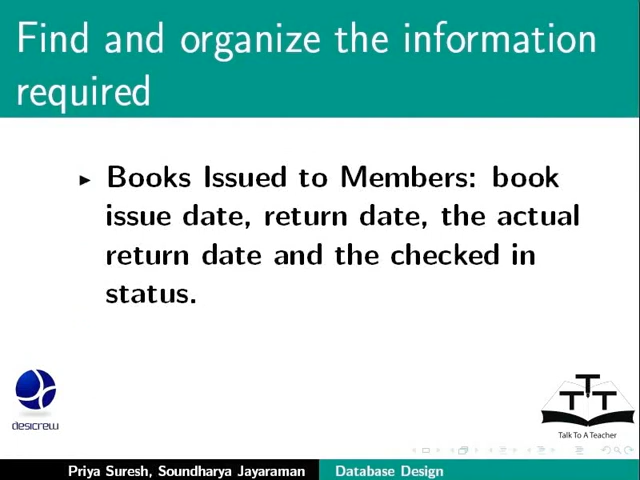 Find and organize the information
required
Books Issued to Members: book
issue date, return date, the actual
return date and the checked in
status.
desicrew
TTT
Talk To A Teacher
Priya Suresh, Soundharya Jayaraman
Database Design